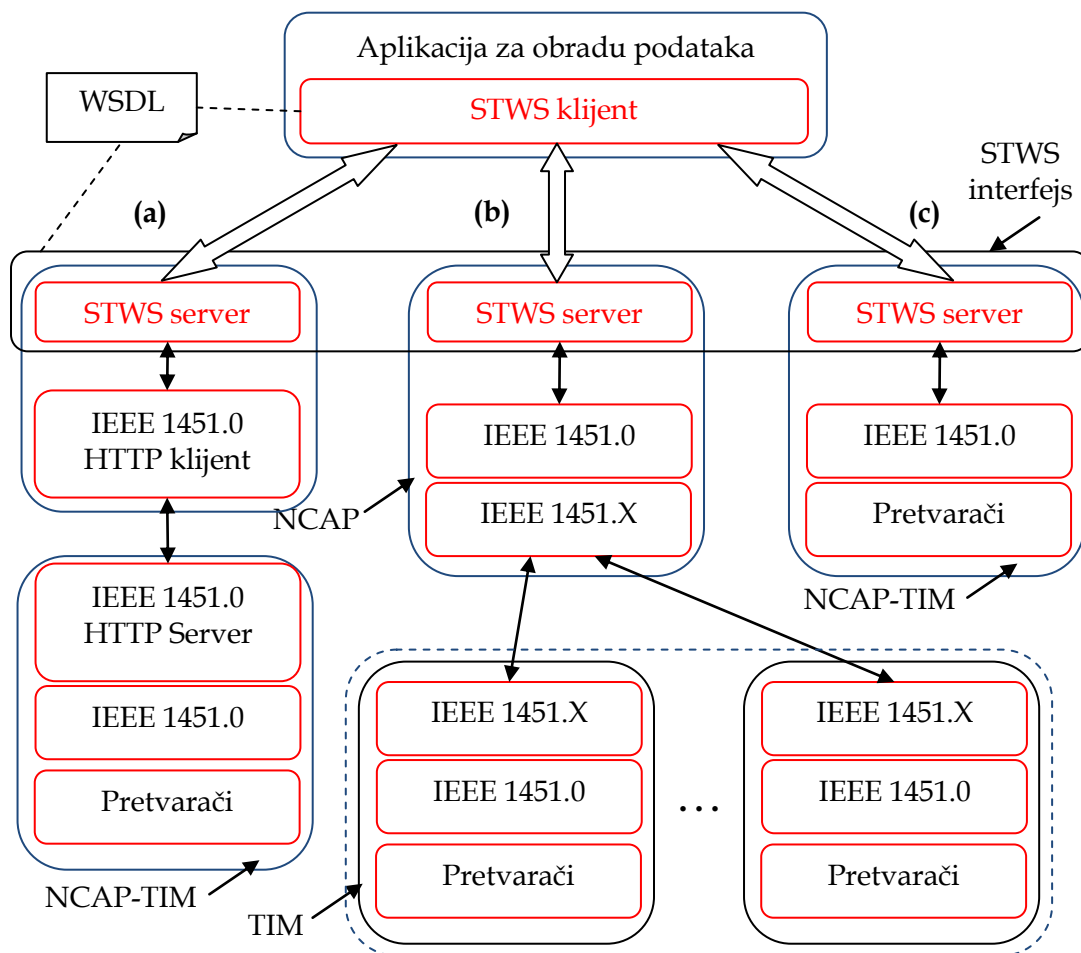 Aplikacija za obradu podataka
WSDL
STWS klijent
STWS
interfejs
(a)
(b)
(c)
STWS server
STWS server
STWS server
IEEE 1451.0
HTTP klijent
IEEE 1451.0
IEEE 1451.0
NCAP
IEEE 1451.X
Pretvarači
NCAP-TIM
IEEE 1451.0
HTTP Server
IEEE 1451.0
Pretvarači
NCAP-TIM
IEEE 1451.X
IEEE 1451.0
Pretvarači
TIM
...
IEEE 1451.X
IEEE 1451.0
Pretvarači